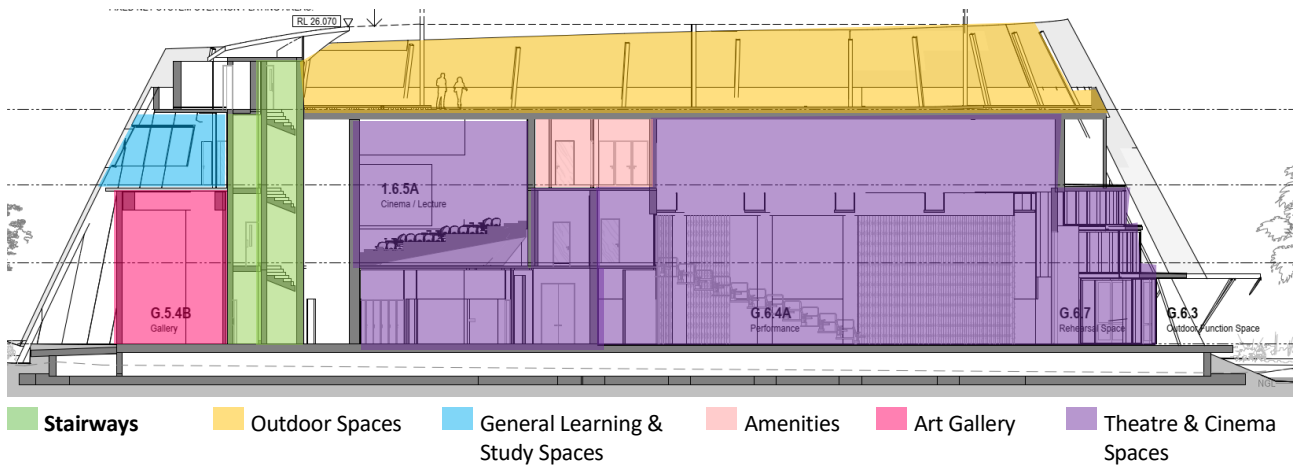 RL 26.070
1.6.5A
Cinema / Lecture
G.5.4B
Gallery
G.6.4A
Performance
G.6.7
Rehearsal Space
G.6.3
Outdoor Function Space
NGL
Stairways
Outdoor Spaces
General Learning &
Study Spaces
Amenities
Art Gallery
Theatre & Cinema
Spaces